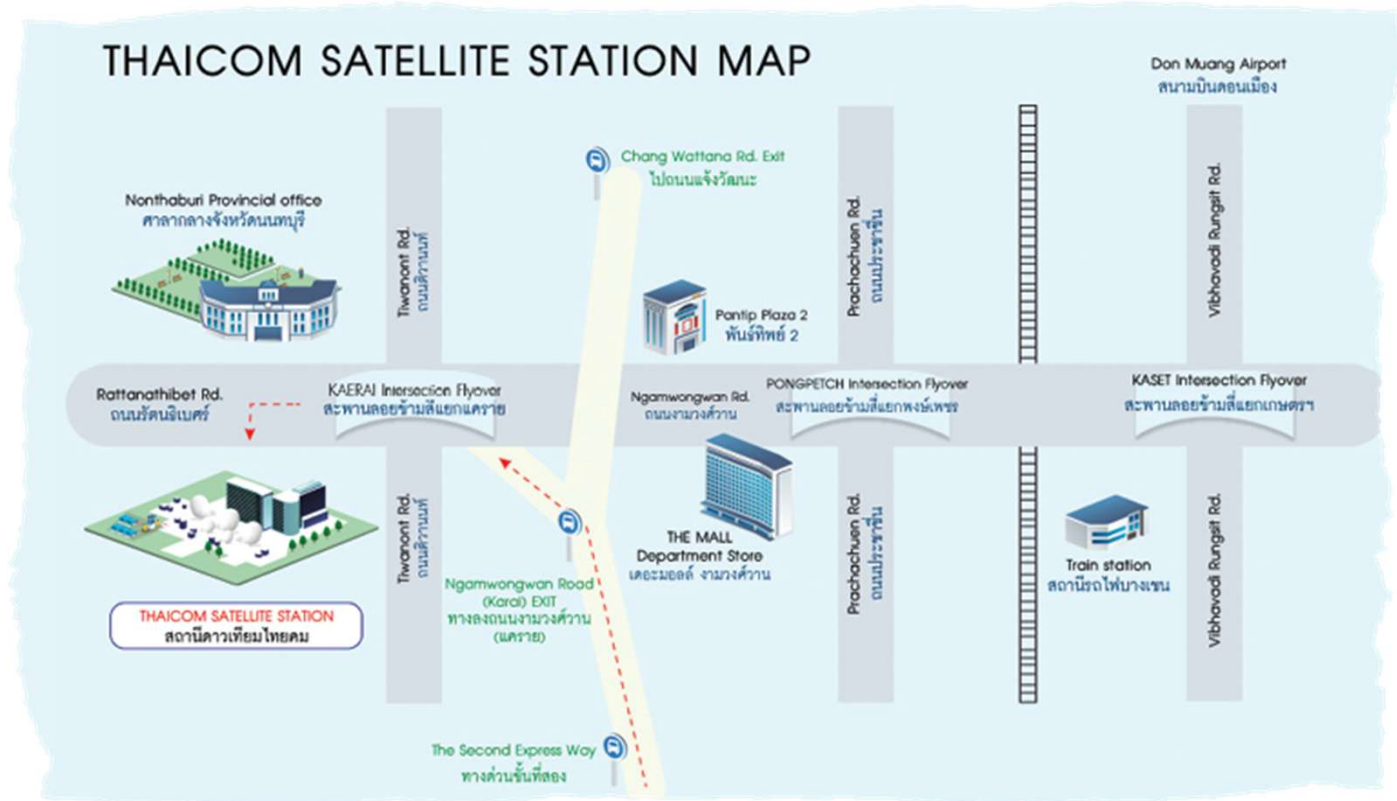 THAICOM SATELLITE STATION MAP
Don Muang Airport
สนามบินดอนเมือง
Chang Wattana Rd. Exit
ไปถนนแจ้งวัฒนะ
Nonthaburi Provincial office
ศาลากลางจังหวัดนนทบุรี
Tiwanont Rd.
ถนนติวานนท์
Prachachuen Rd.
ถนนประชาชื่น
Vibhavadi Rungsit Rd.
Pantip Plaza 2
พันธ์ทิพย์ 2
Rattanathibet Rd.
ถนนรัตนธิเบศร์
KAERAI Intersection Flyover
สะพานลอยข้ามสี่แยกแคราย
Ngamwongwan Rd.
ถนนงามวงศ์วาน
PONGPETCH Intersection Flyover
สะพานลอยข้ามสี่แยกพงษ์เพชร
KASET Intersection Flyover
สะพานลอยข้ามสี่แยกเกษตรฯ
Tiwanont Rd.
ถนนติวานนท์
THE MALL
Department Store
เดอะมอลล์ งามวงศ์วาน
Prachachuen Rd.
ถนนประชาชื่น
Train station
สถานีรถไฟบางเขน
Vibhavadi Rungsit Rd.
Ngamwongwan Road
(Karai) EXIT
ทางลงถนนงามวงศ์วาน
(แคราย)
THAICOM SATELLITE STATION
สถานีดาวเทียมไทยคม
The Second Express Way
ทางด่วนขั้นที่สอง